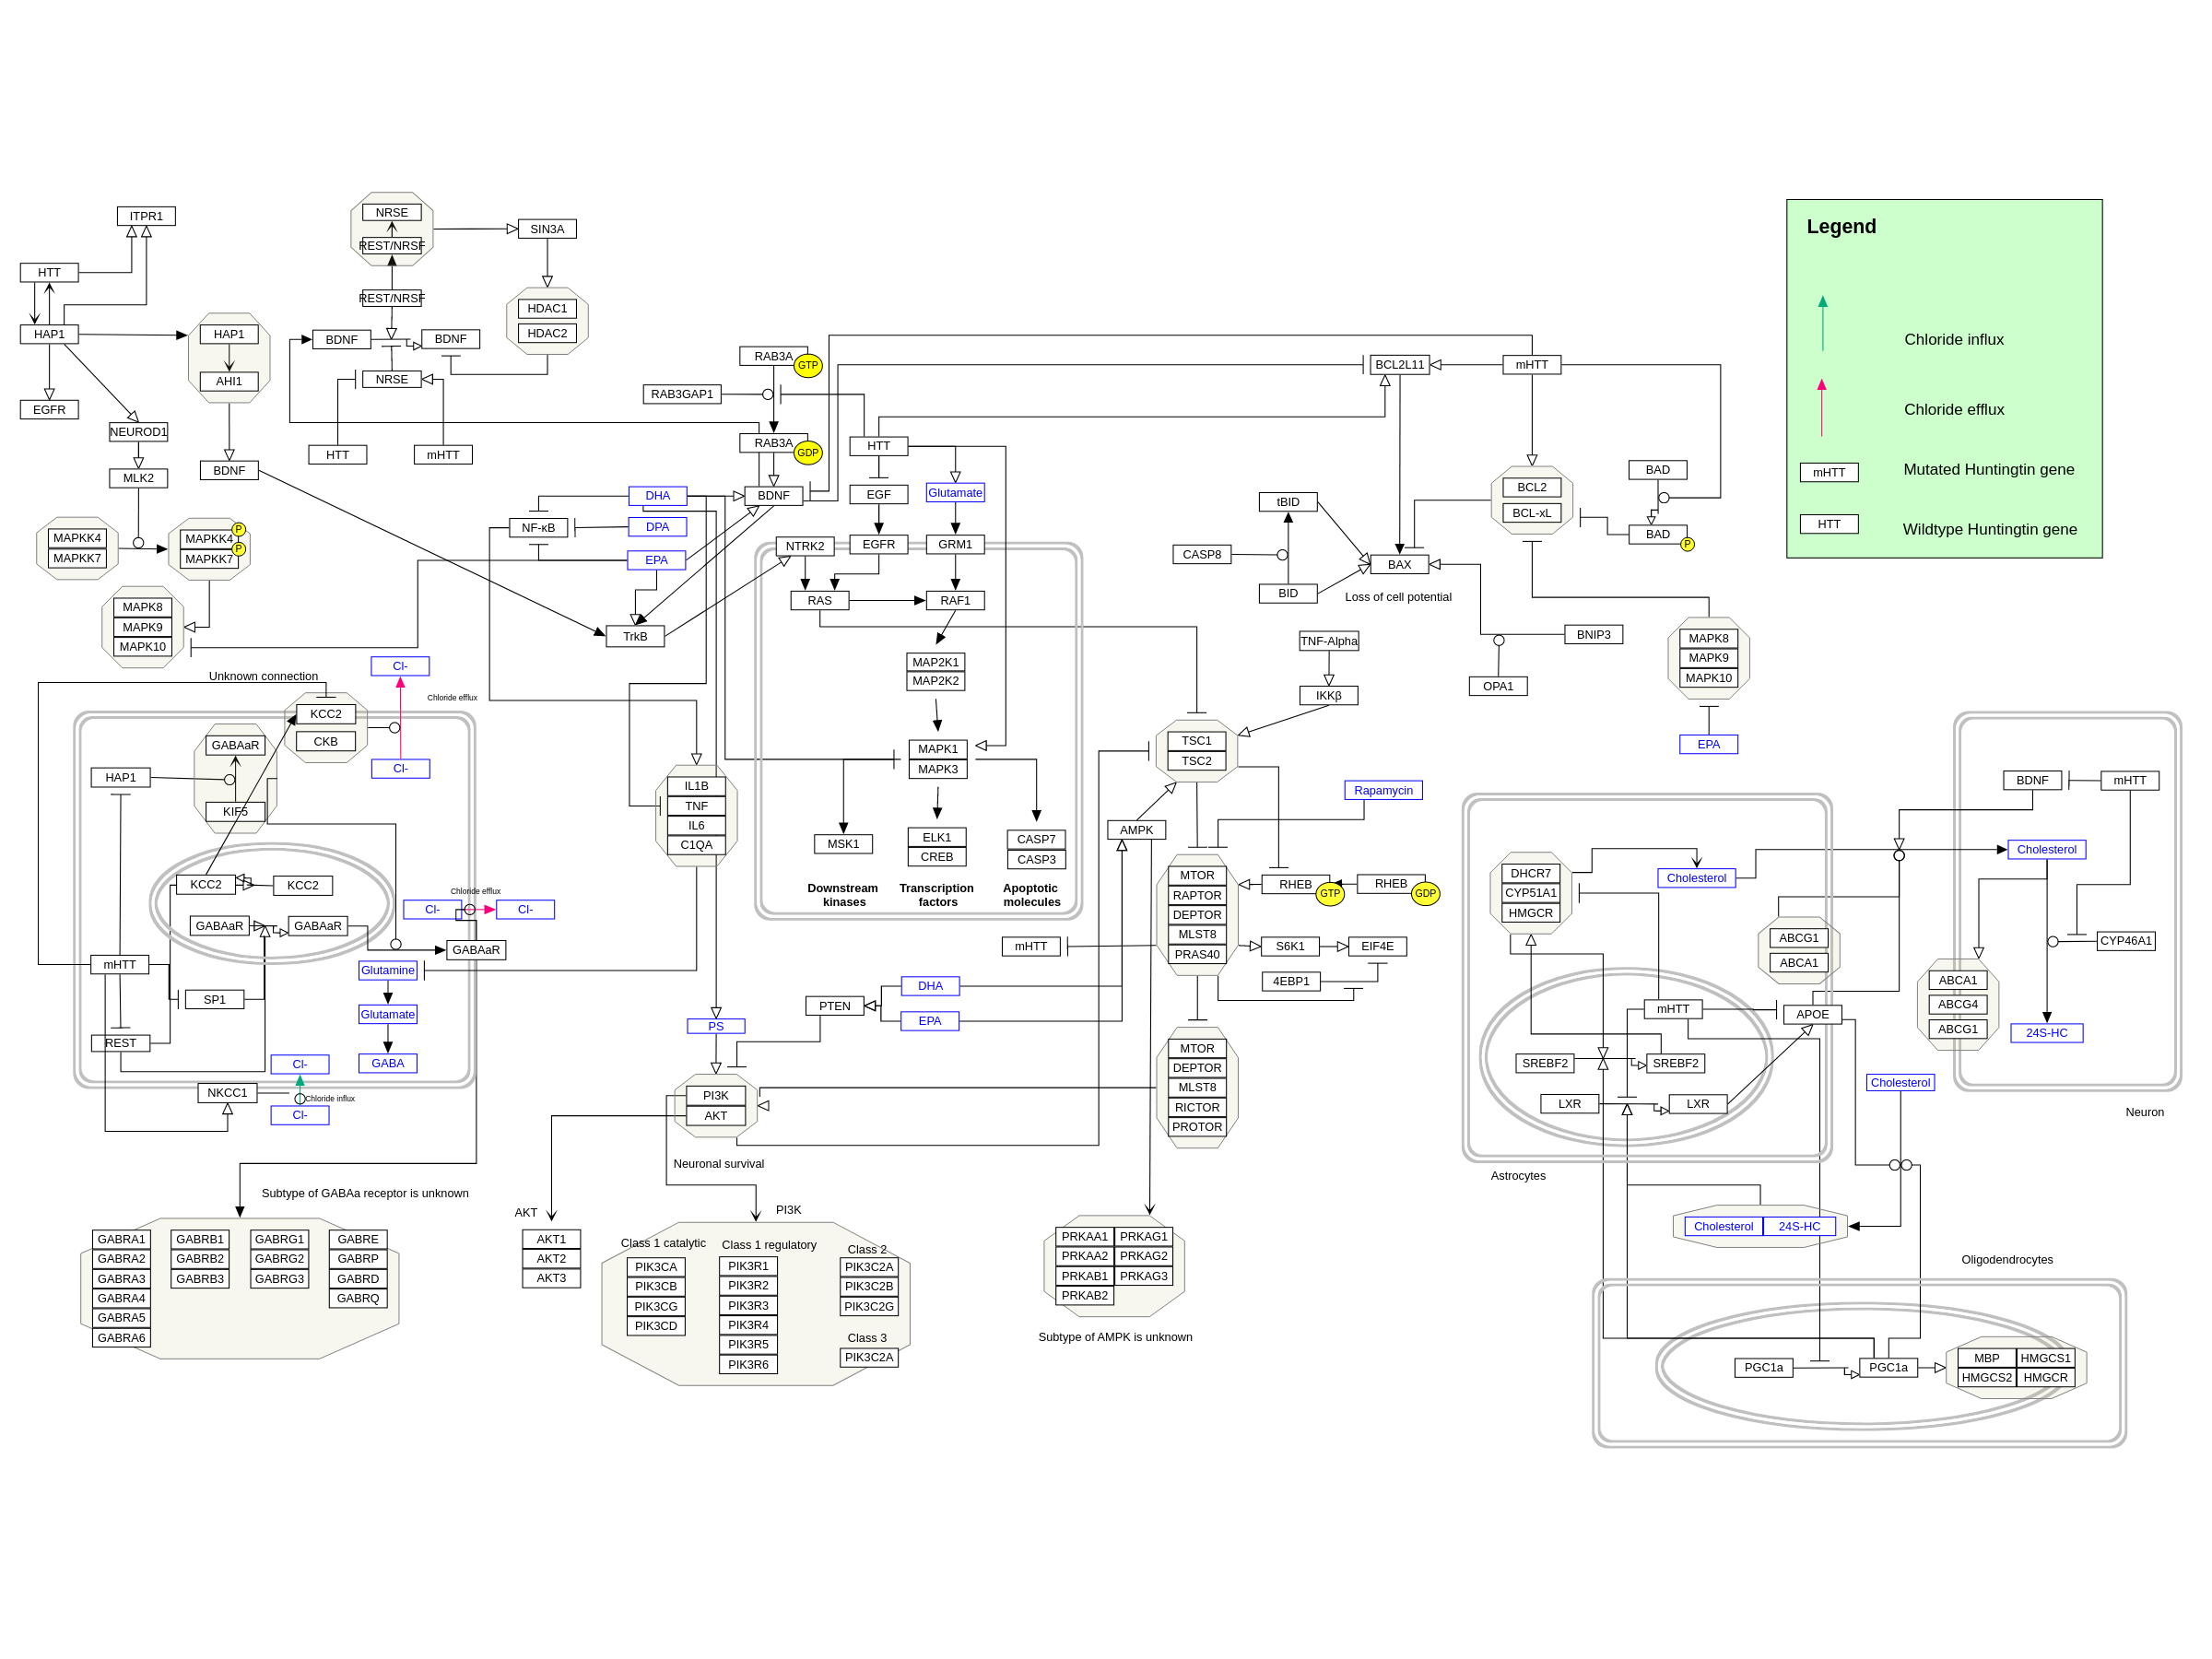 Legend
Chloride influx
Chloride efflux
mHTT
Mutated Huntingtin gene
HTT
Wildtype Huntingtin gene
ITPR1
HTT
HAP1
EGFR
HAP1
AHI1
BDNF
NEUROD1
MLK2
MAPKK4
MAPKK7
MAPKK4
P
MAPKK7
P
MAPK8
MAPK9
MAPK10
NRSE
REST/NRSF
REST/NRSF
SIN3A
HDAC1
HDAC2
BDNF
BDNF
NRSE
HTT
mHTT
RAB3A
GTP
RAB3GAP1
RAB3A
GDP
HTT
DHA
BDNF
EGF
Glutamate
NF-κB
DPA
EPA
NTRK2
EGFR
GRM1
RAS
RAF1
TrkB
MAP2K1
MAP2K2
MAPK1
MAPK3
MSK1
ELK1
CREB
CASP7
CASP3
Downstream
kinases
Transcription
factors
Apoptotic
molecules
IL1B
TNF
IL6
C1QA
BCL2L11
mHTT
BCL2
BCL-xL
BAD
BAD
P
tBID
CASP8
BID
BAX
Loss of cell potential
BNIP3
OPA1
MAPK8
MAPK9
MAPK10
EPA
TNF-Alpha
IKKβ
TSC1
TSC2
Rapamycin
AMPK
MTOR
RAPTOR
DEPTOR
MLST8
PRAS40
RHEB
GTP
RHEB
GDP
mHTT
S6K1
EIF4E
4EBP1
MTOR
DEPTOR
MLST8
RICTOR
PROTOR
PTEN
DHA
EPA
PS
PI3K
AKT
Neuronal survival
AKT
AKT1
AKT2
AKT3
PI3K
Class 1 catalytic
PIK3CA
PIK3CB
PIK3CG
PIK3CD
Class 1 regulatory
PIK3R1
PIK3R2
PIK3R3
PIK3R4
PIK3R5
PIK3R6
Class 2
PIK3C2A
PIK3C2B
PIK3C2G
Class 3
PIK3C2A
PRKAA1
PRKAG1
PRKAA2
PRKAG2
PRKAB1
PRKAG3
PRKAB2
Subtype of AMPK is unknown
Unknown connection
Cl-
Chloride efflux
Cl-
KCC2
CKB
GABAaR
KIF5
HAP1
KCC2
KCC2
GABAaR
GABAaR
Chloride efflux
Cl-
Cl-
GABAaR
mHTT
SP1
REST
Glutamine
Glutamate
GABA
Cl-
NKCC1
Chloride influx
Cl-
Subtype of GABAa receptor is unknown
GABRA1
GABRA2
GABRA3
GABRA4
GABRA5
GABRA6
GABRB1
GABRB2
GABRB3
GABRG1
GABRG2
GABRG3
GABRE
GABRP
GABRD
GABRQ
DHCR7
CYP51A1
HMGCR
Cholesterol
ABCG1
ABCA1
mHTT
APOE
SREBF2
SREBF2
LXR
LXR
Astrocytes
BDNF
mHTT
Cholesterol
CYP46A1
ABCA1
ABCG4
ABCG1
24S-HC
Neuron
Cholesterol
Cholesterol
24S-HC
Oligodendrocytes
PGC1a
PGC1a
MBP
HMGCS1
HMGCS2
HMGCR